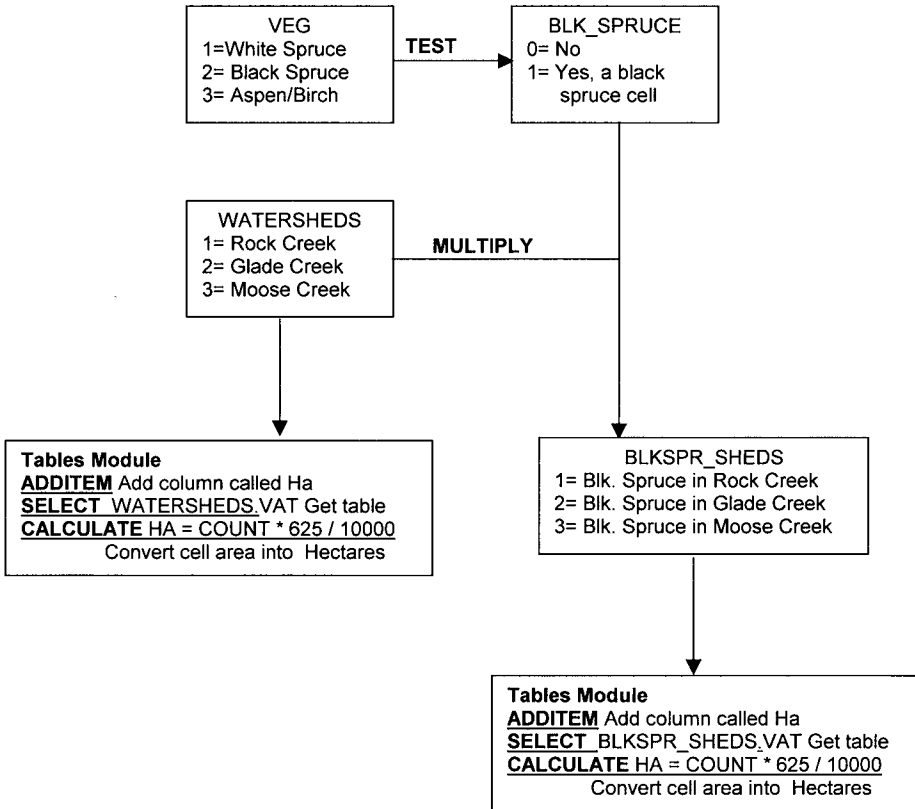 VEG
1=White Spruce
2= Black Spruce
3= Aspen/Birch
TEST
BLK_SPRUCE
0= No
1= Yes, a black
spruce cell
WATERSHEDS
1= Rock Creek
2= Glade Creek
3= Moose Creek
MULTIPLY
Tables Module
ADDITEM Add column called Ha
SELECT WATERSHEDS.VAT Get table
CALCULATE HA = COUNT * 625 / 10000
Convert cell area into Hectares
BLKSPR_SHEDS
1= Blk. Spruce in Rock Creek
2= Blk. Spruce in Glade Creek
3= Blk. Spruce in Moose Creek
Tables Module
ADDITEM Add column called Ha
SELECT BLKSPR_SHEDS.VAT Get table
CALCULATE HA = COUNT * 625 / 10000
Convert cell area into Hectares